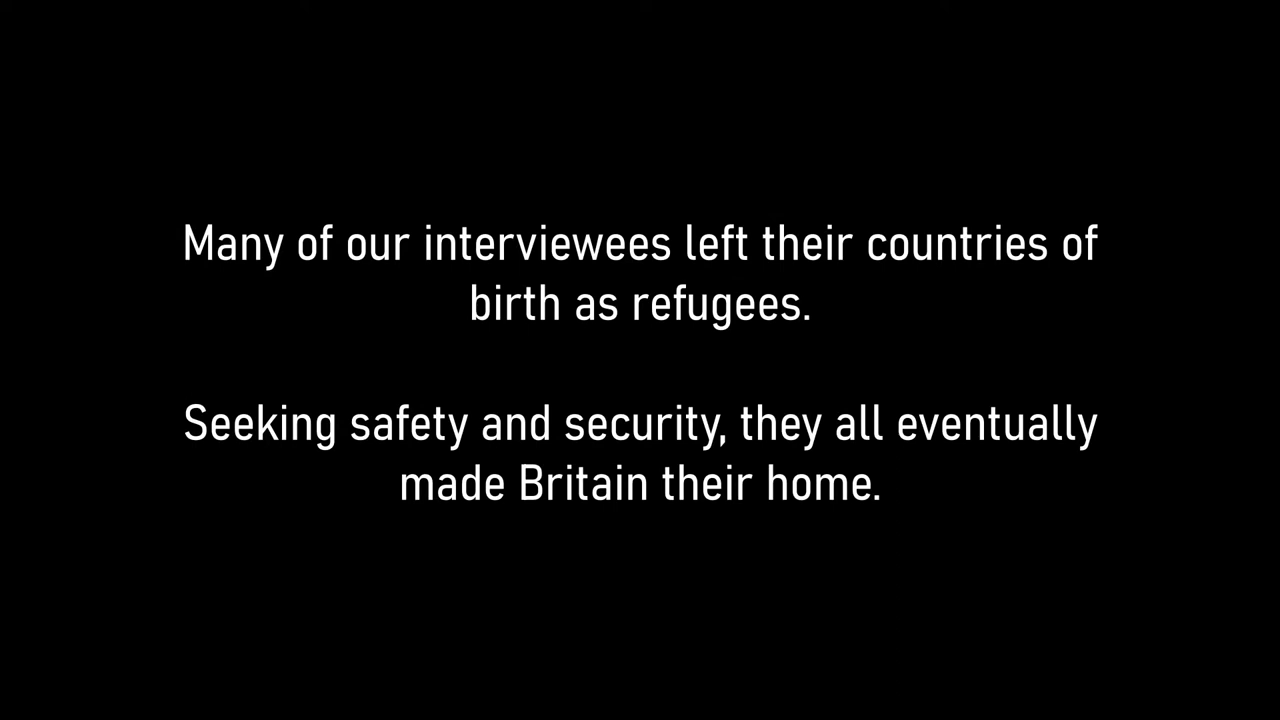 Many of our interviewees left their countries of
birth as refugees.
Seeking safety and security, they all eventually
made Britain their home.